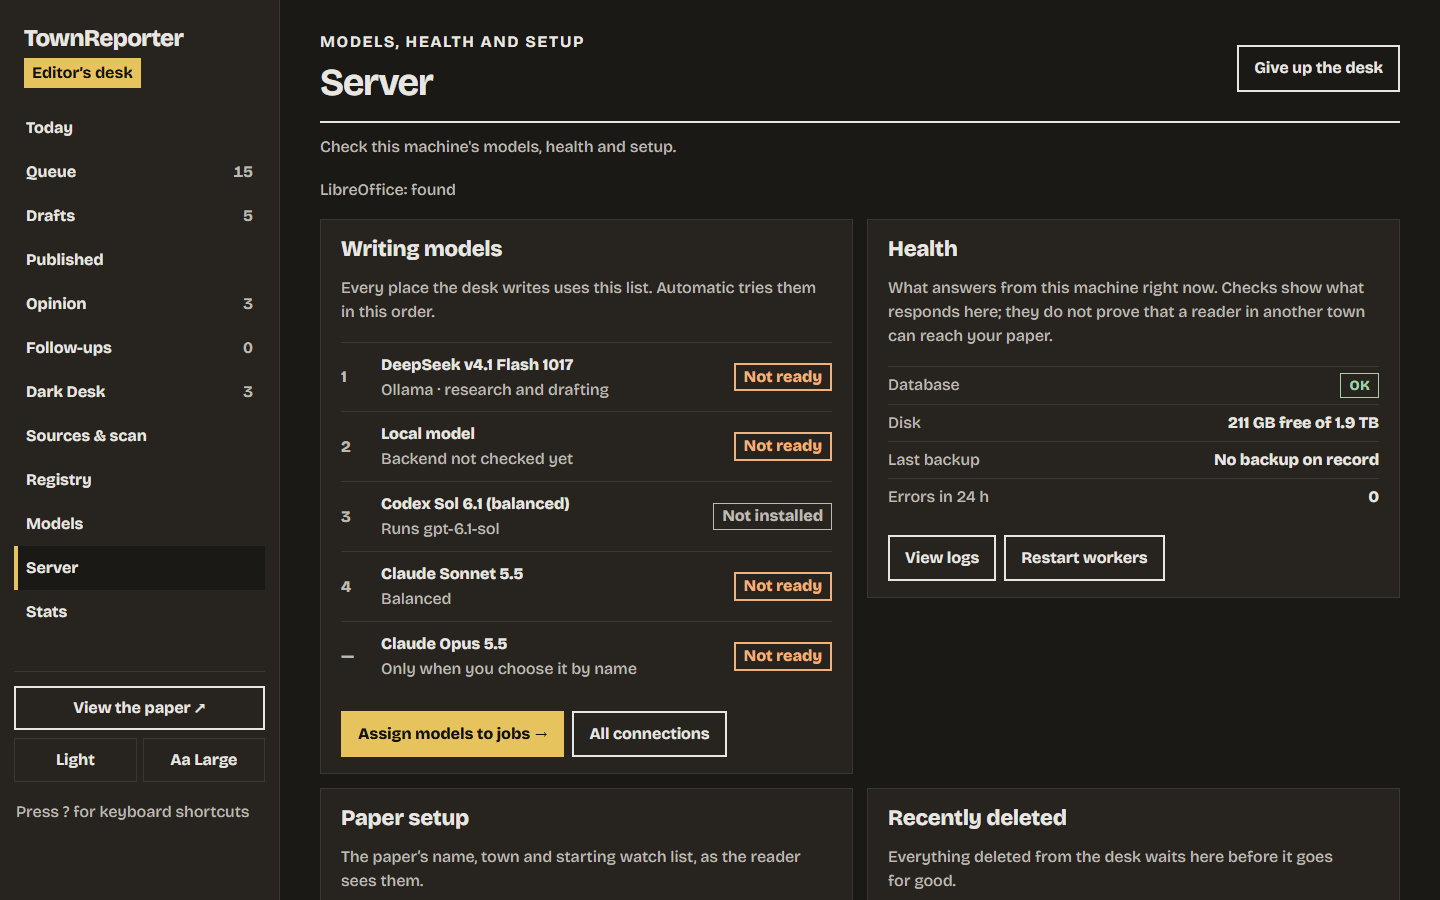 TownReporter
Editor's desk
Today
Queue 15
Drafts 5
Published
Opinion 3
Follow-ups 0
Dark Desk 3
Sources & scan
Registry
Models
Server
Stats
View the paper ↗
Light
Aa Large
Press ? for keyboard shortcuts
MODELS, HEALTH AND SETUP
Server
Give up the desk
Check this machine's models, health and setup.
LibreOffice: found
Writing models
Every place the desk writes uses this list. Automatic tries them
in this order.
1
DeepSeek v4.1 Flash 1017
Ollama · research and drafting
Not ready
2
Local model
Backend not checked yet
Not ready
3
Codex Sol 6.1 (balanced)
Runs gpt-6.1-sol
Not installed
4
Claude Sonnet 5.5
Balanced
Not ready
—
Claude Opus 5.5
Only when you choose it by name
Not ready
Assign models to jobs →
All connections
Health
What answers from this machine right now. Checks show what
responds here; they do not prove that a reader in another town
can reach your paper.
Database OK
Disk 211 GB free of 1.9 TB
Last backup No backup on record
Errors in 24 h 0
View logs
Restart workers
Paper setup
The paper's name, town and starting watch list, as the reader
sees them.
Recently deleted
Everything deleted from the desk waits here before it goes
for good.